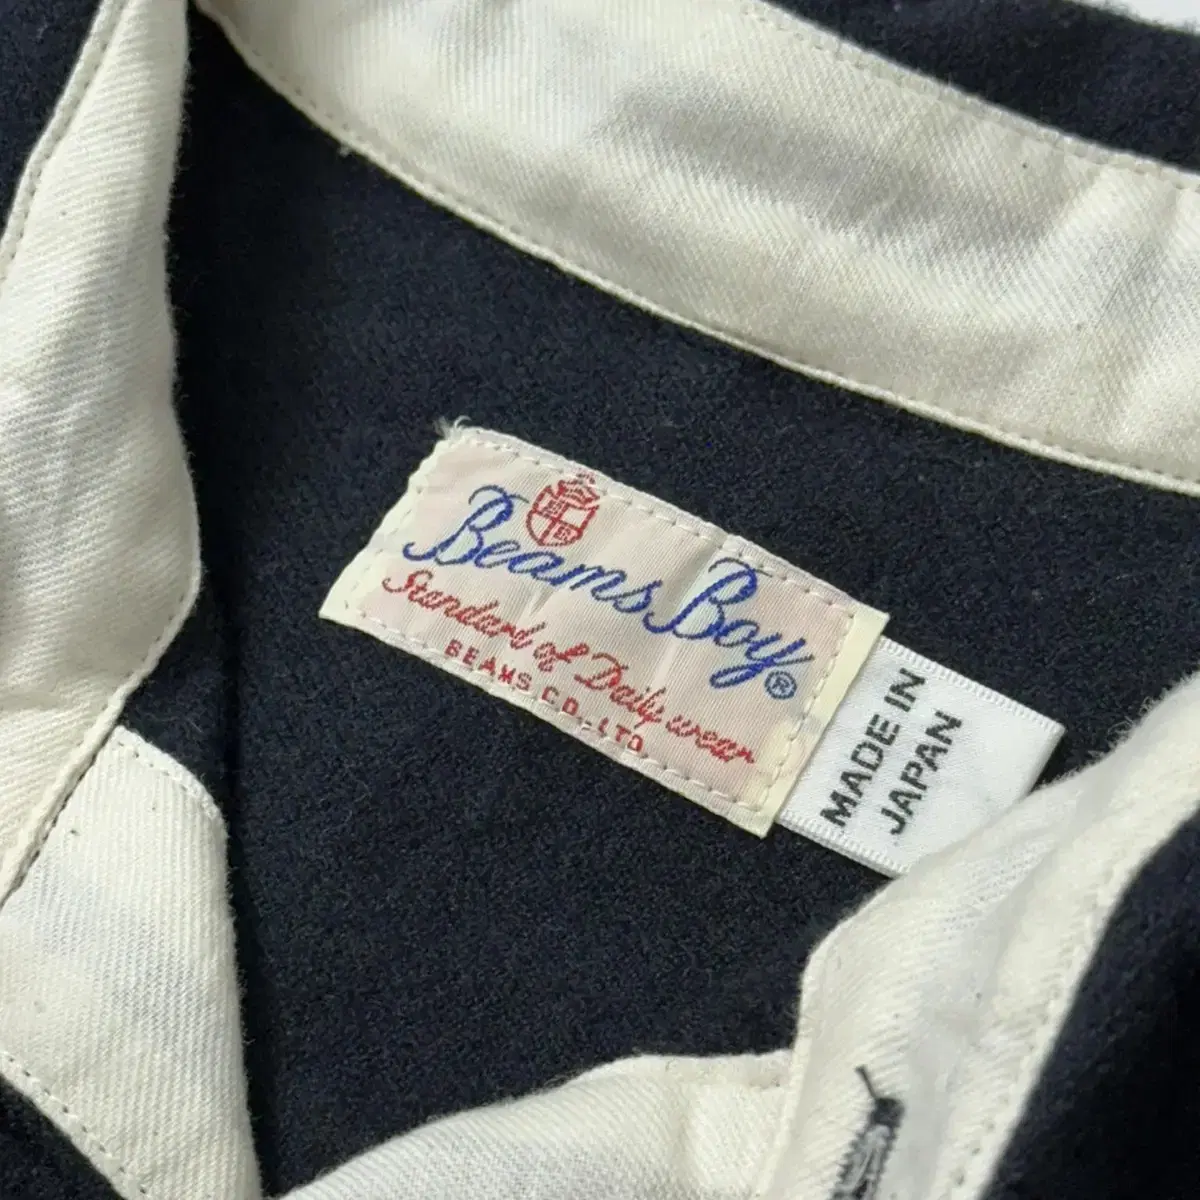 Beams Boy®
Standard of Daily wear
BEAMS CO.,LTD.
MADE IN
JAPAN